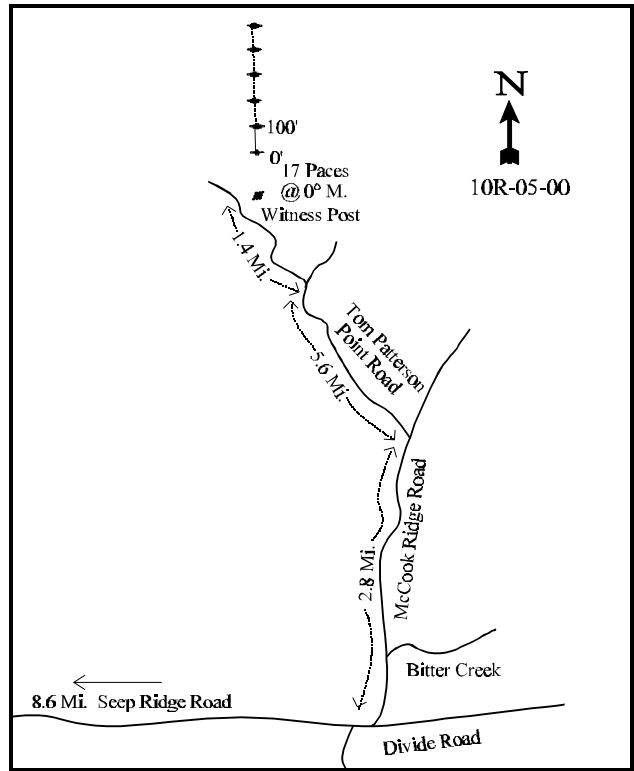 N
100'
0'
17 Paces
@ 0° M.
10R-05-00
Witness Post
1.4 Mi.
Tom Patterson
Point Road
5.6 Mi.
McCook Ridge Road
2.8 Mi.
Bitter Creek
8.6 Mi. Seep Ridge Road
Divide Road